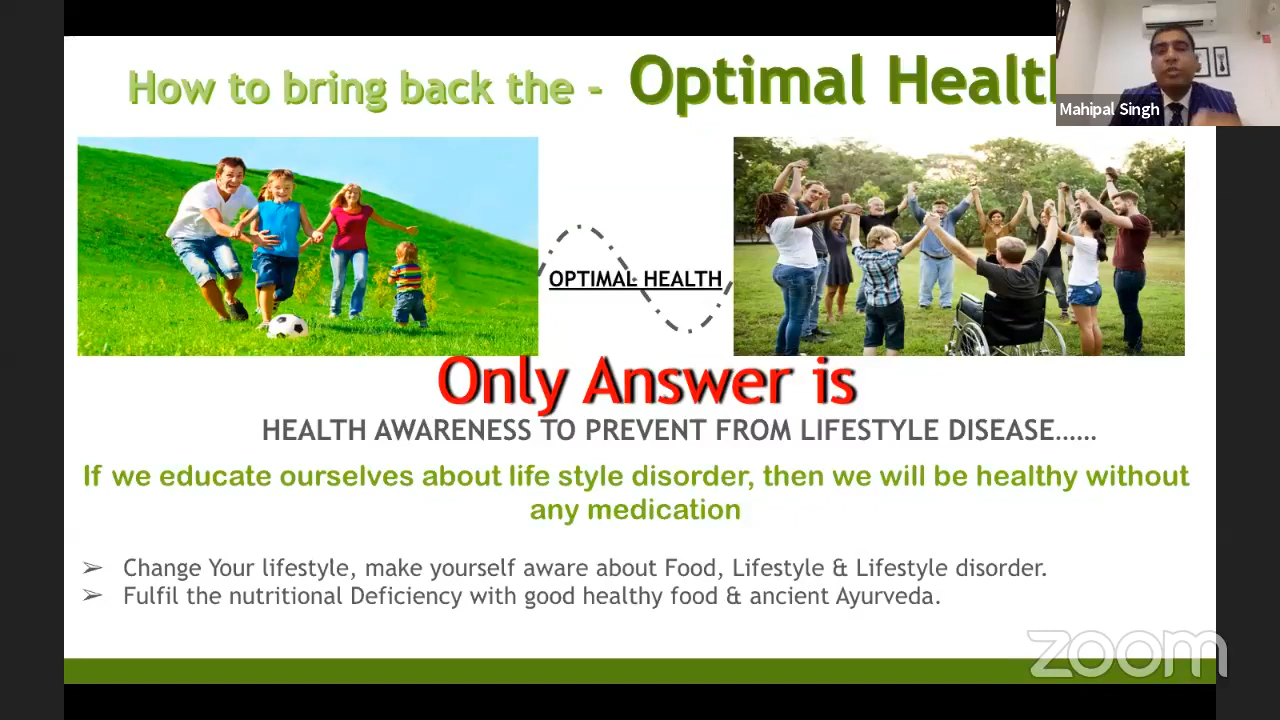 How to bring back the - Optimal Healt
Mahipal Singh
OPTIMAL HEALTH
Only Answer is
HEALTH AWARENESS TO PREVENT FROM LIFESTYLE DISEASE......
If we educate ourselves about life style disorder, then we will be healthy without
any medication
➢ Change Your lifestyle, make yourself aware about Food, Lifestyle & Lifestyle disorder.
➢ Fulfil the nutritional Deficiency with good healthy food & ancient Ayurveda.
zoom